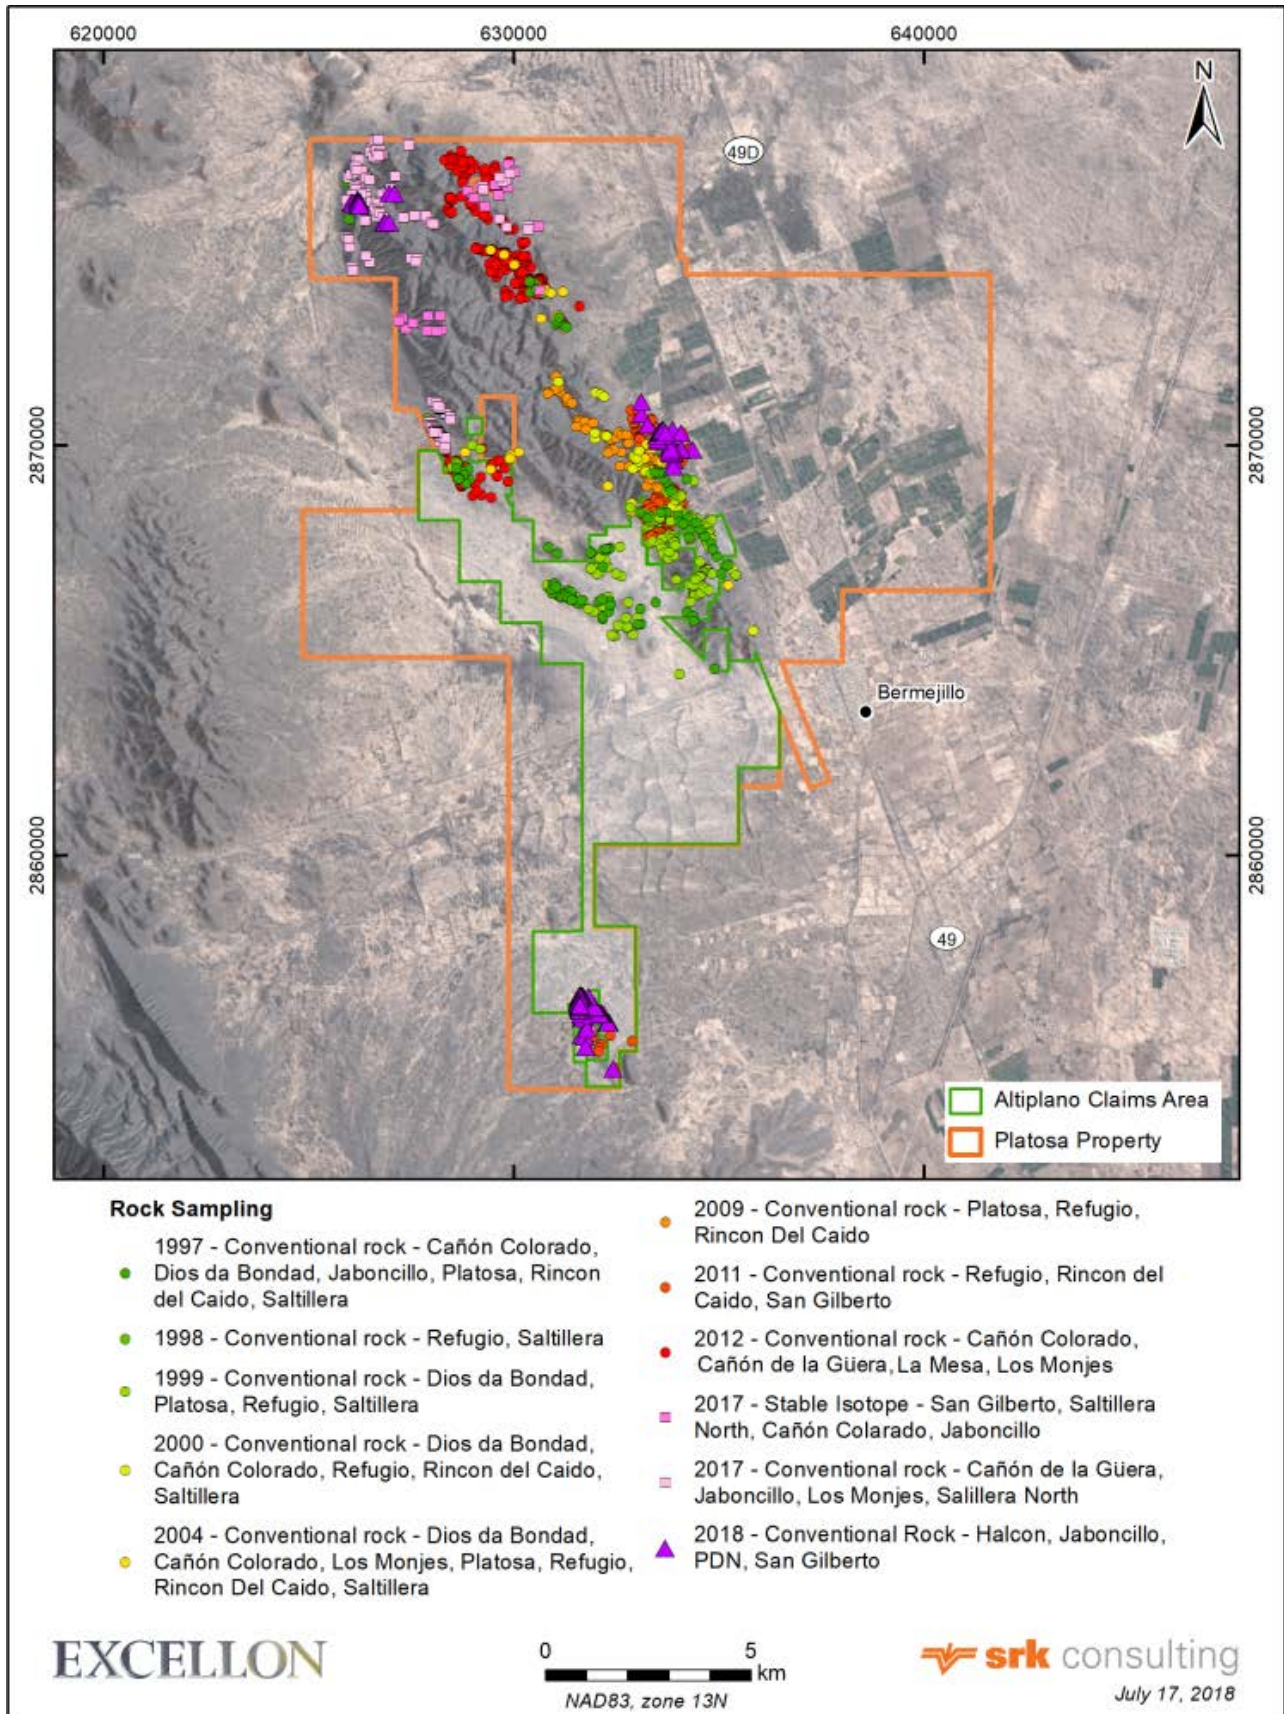 620000
630000
640000
N
49D
2870000
2870000
Bermejillo
2860000
2860000
49
Altiplano Claims Area
Platosa Property
Rock Sampling
1997 - Conventional rock - Cañón Colorado,
Dios da Bondad, Jaboncillo, Platosa, Rincon
del Caido, Saltillera
1998 - Conventional rock - Refugio, Saltillera
1999 - Conventional rock - Dios da Bondad,
Platosa, Refugio, Saltillera
2000 - Conventional rock - Dios da Bondad,
Cañón Colorado, Refugio, Rincon del Caido,
Saltillera
2004 - Conventional rock - Dios da Bondad,
Cañón Colorado, Los Monjes, Platosa, Refugio,
Rincon Del Caido, Saltillera
2009 - Conventional rock - Platosa, Refugio,
Rincon Del Caido
2011 - Conventional rock - Refugio, Rincon del
Caido, San Gilberto
2012 - Conventional rock - Cañón Colorado,
Cañón de la Güera, La Mesa, Los Monjes
2017 - Stable Isotope - San Gilberto, Saltillera
North, Cañón Colarado, Jaboncillo
2017 - Conventional rock - Cañón de la Güera,
Jaboncillo, Los Monjes, Salillera North
2018 - Conventional Rock - Halcon, Jaboncillo,
PDN, San Gilberto
EXCELLON
0 5
km
NAD83, zone 13N
srk consulting
July 17, 2018